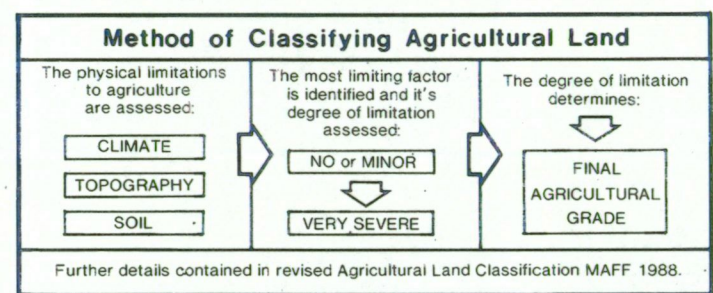 Method of Classifying Agricultural Land
The physical limitations
to agriculture
are assessed:
CLIMATE
TOPOGRAPHY
SOIL
The most limiting factor
is identified and it's
degree of limitation
assessed:
NO or MINOR
VERY SEVERE
The degree of limitation
determines:
FINAL
AGRICULTURAL
GRADE
Further details contained in revised Agricultural Land Classification MAFF 1988.